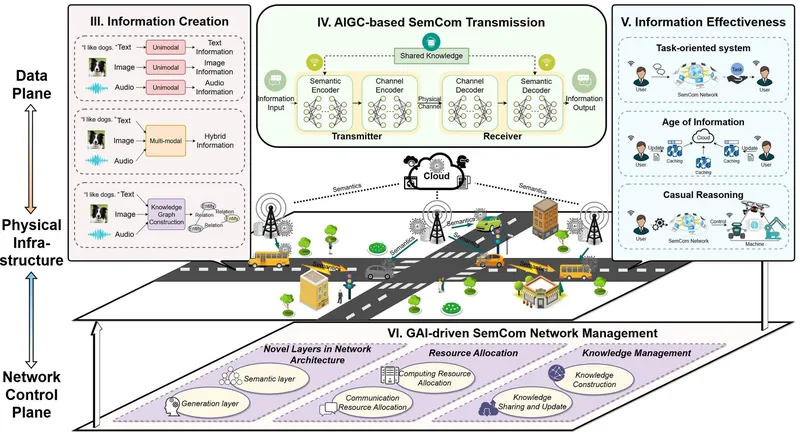 Data
Plane
Physical
Infra-
structure
Network
Control
Plane
III. Information Creation
"I like dogs. "Text
Unimodal
Text
Information
Image
Unimodal
Image
Information
Audio
Unimodal
Audio
Information
"I like dogs. "Text
Image
Audio
Multi-modal
Hybrid
Information
"I like dogs. "Text
Image
Audio
Knowledge
Graph
Construction
Entity
Relation
Relation
Entity
Entity
Relation
IV. AIGC-based SemCom Transmission
Shared Knowledge
Information
Input
Semantic
Encoder
Channel
Encoder
Physical
Channel
Channel
Decoder
Semantic
Decoder
Information
Output
Transmitter
Receiver
V. Information Effectiveness
Task-oriented system
User
SemCom Network
Task
User
Age of Information
Cloud
Update
Update
User
Caching
Caching
Caching
User
Casual Reasoning
User
SemCom Network
Control
Machine
Cloud
Semantics
Semantics
Semantics
Semantics
Semantics
Semantics
Semantics
Semantics
VI. GAI-driven SemCom Network Management
Novel Layers in Network
Architecture
Semantic layer
Generation layer
Resource Allocation
Computing Resource
Allocation
Communication
Resource Allocation
Knowledge Management
Knowledge
Construction
Knowledge
Sharing and Update